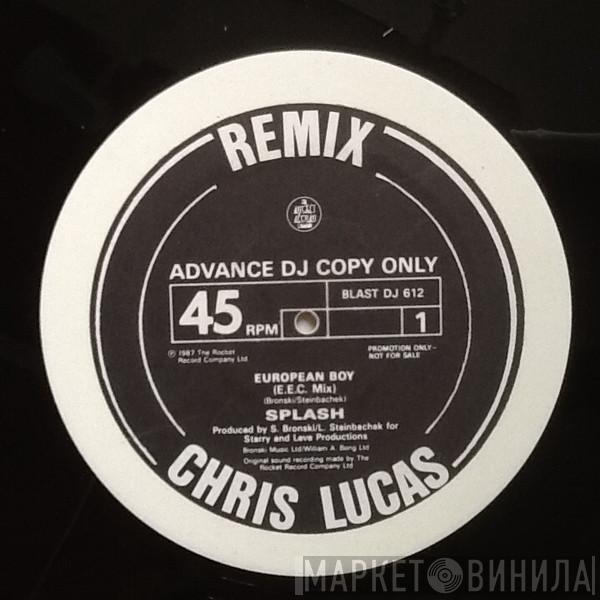 REMIX
ADVANCE DJ COPY ONLY
45 RPM
BLAST DJ 612
1
℗ 1987 The Rocket
Record Company Ltd
PROMOTION ONLY–
NOT FOR SALE
EUROPEAN BOY
(E.E.C. Mix)
(Bronski/Steinbachek)
SPLASH
Produced by S. Bronski/L. Steinbachek for
Starry and Leve Productions
Bronski Music Ltd/William A. Bong Ltd
Original sound recording made by The
Rocket Record Company Ltd
CHRIS LUCAS
МАРКЕТ ВИНИЛА